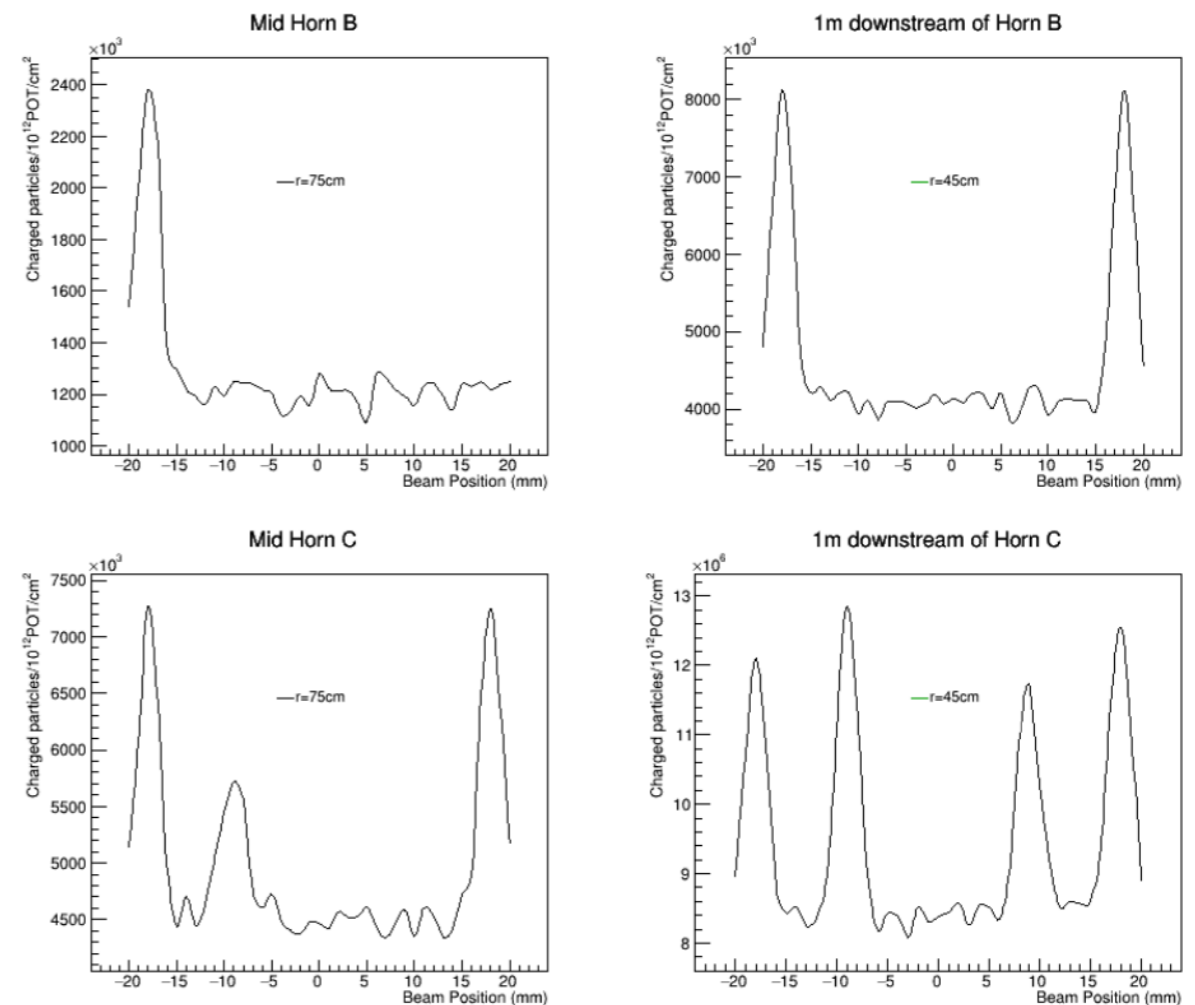 Mid Horn B
×10³
Charged particles/10¹²POT/cm²
2400
2200
2000
1800
1600
1400
1200
1000
r=75cm
−20 −15 −10 −5 0 5 10 15 20
Beam Position (mm)
1m downstream of Horn B
×10³
Charged particles/10¹²POT/cm²
8000
7000
6000
5000
4000
r=45cm
−20 −15 −10 −5 0 5 10 15 20
Beam Position (mm)
Mid Horn C
×10³
Charged particles/10¹²POT/cm²
7500
7000
6500
6000
5500
5000
4500
r=75cm
−20 −15 −10 −5 0 5 10 15 20
Beam Position (mm)
1m downstream of Horn C
×10⁶
Charged particles/10¹²POT/cm²
13
12
11
10
9
8
r=45cm
−20 −15 −10 −5 0 5 10 15 20
Beam Position (mm)